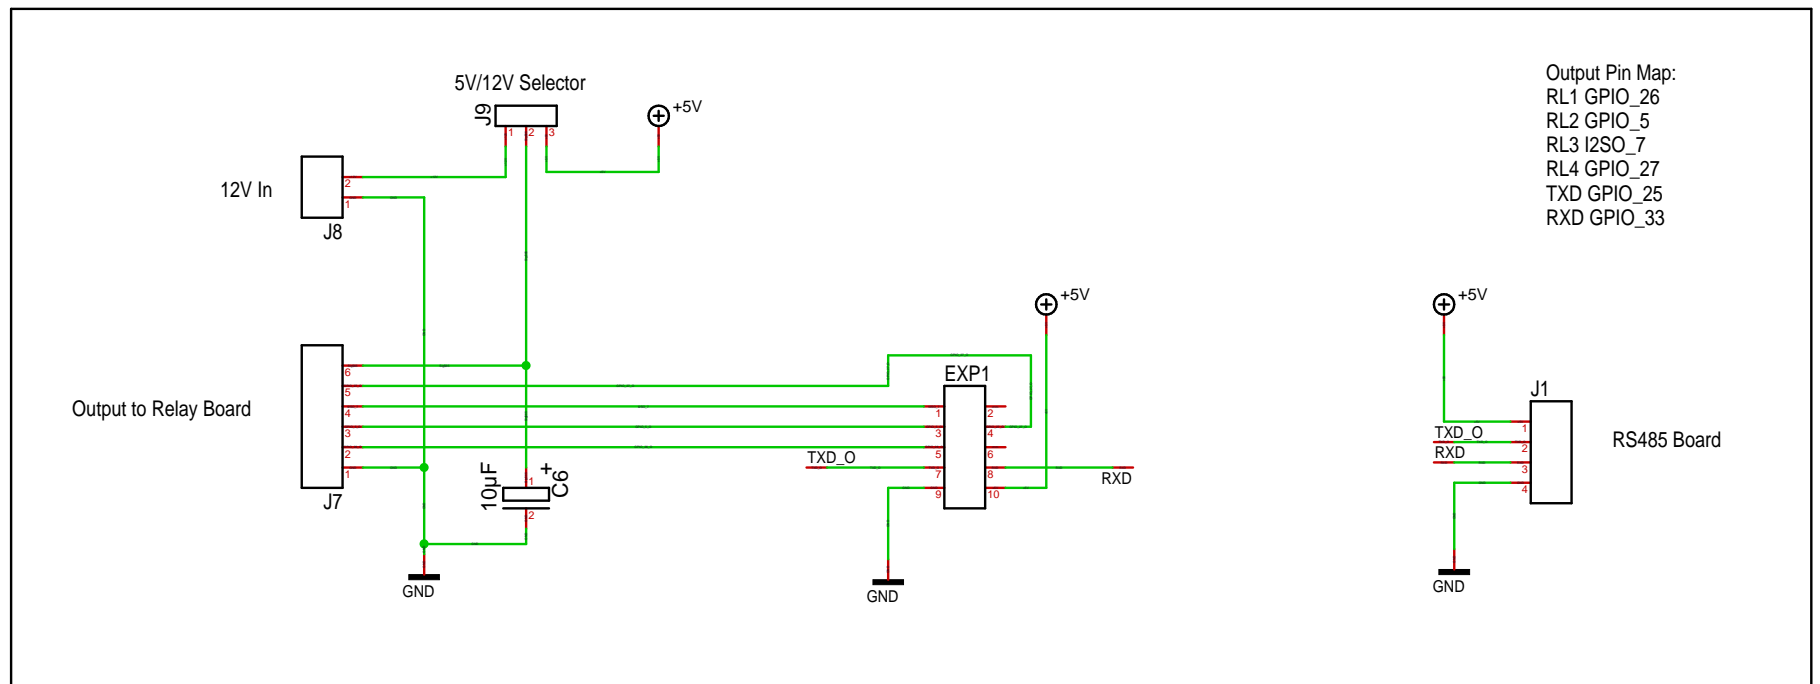 5V/12V Selector
J9
1
2
3
+5V
Output Pin Map:
RL1 GPIO_26
RL2 GPIO_5
RL3 I2SO_7
RL4 GPIO_27
TXD GPIO_25
RXD GPIO_33
12V In
2
1
J8
Output to Relay Board
6
5
4
3
2
1
J7
10µF
+
C6
1
2
GND
+5V
EXP1
1
2
3
4
5
6
7
8
9
10
TXD_O
RXD
GND
+5V
J1
1
2
3
4
TXD_O
RXD
RS485 Board
GND